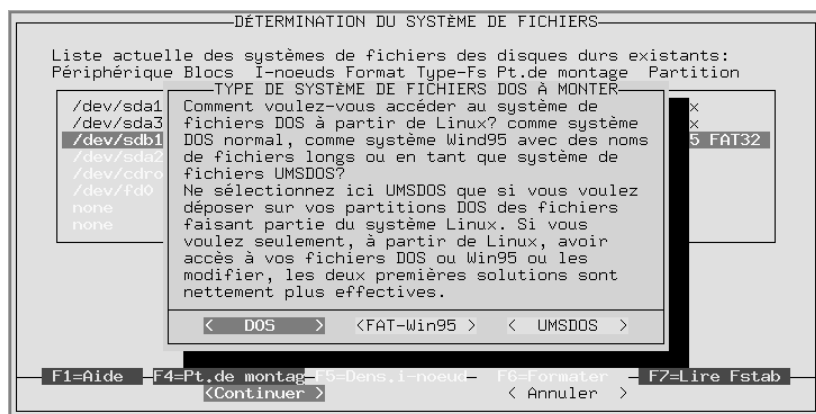 DÉTERMINATION DU SYSTÈME DE FICHIERS
Liste actuelle des systèmes de fichiers des disques durs existants:
Périphérique Blocs I-noeuds Format Type-Fs Pt.de montage Partition
TYPE DE SYSTÈME DE FICHIERS DOS À MONTER
/dev/sda1 Comment voulez-vous accéder au système de x
/dev/sda3 fichiers DOS à partir de Linux? comme système x
/dev/sdb1 DOS normal, comme système Wind95 avec des noms 5 FAT32
/dev/sda2 de fichiers longs ou en tant que système de
/dev/cdro fichiers UMSDOS?
/dev/fd0 Ne sélectionnez ici UMSDOS que si vous voulez
none déposer sur vos partitions DOS des fichiers
none faisant partie du système Linux. Si vous
voulez seulement, à partir de Linux, avoir
accès à vos fichiers DOS ou Win95 ou les
modifier, les deux premières solutions sont
nettement plus effectives.
< DOS > <FAT-Win95 > < UMSDOS >
F1=Aide F4=Pt.de montag F5=Dens.I-noeud F6=Formater F7=Lire Fstab
<Continuer > < Annuler >